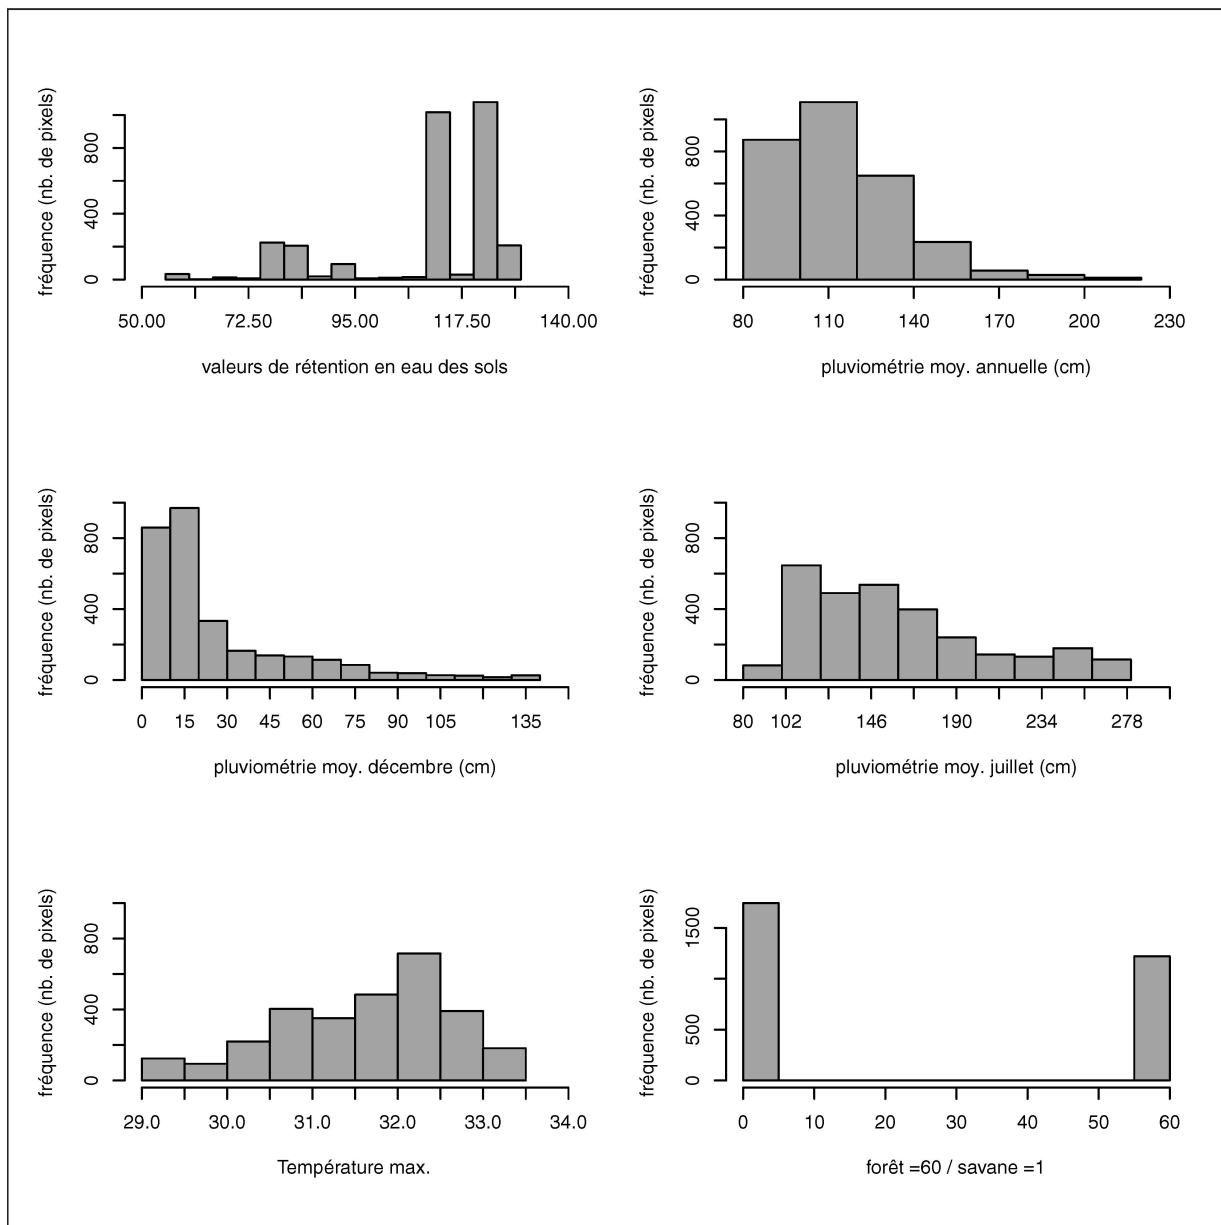 fréquence (nb. de pixels)
0 400 800
50.00 72.50 95.00 117.50 140.00
valeurs de rétention en eau des sols
fréquence (nb. de pixels)
0 400 800
80 110 140 170 200 230
pluviométrie moy. annuelle (cm)
fréquence (nb. de pixels)
0 400 800
0 15 30 45 60 75 90 105 135
pluviométrie moy. décembre (cm)
fréquence (nb. de pixels)
0 400 800
80 102 146 190 234 278
pluviométrie moy. juillet (cm)
fréquence (nb. de pixels)
0 400 800
29.0 30.0 31.0 32.0 33.0 34.0
Température max.
fréquence (nb. de pixels)
0 500 1500
0 10 20 30 40 50 60
forêt =60 / savane =1